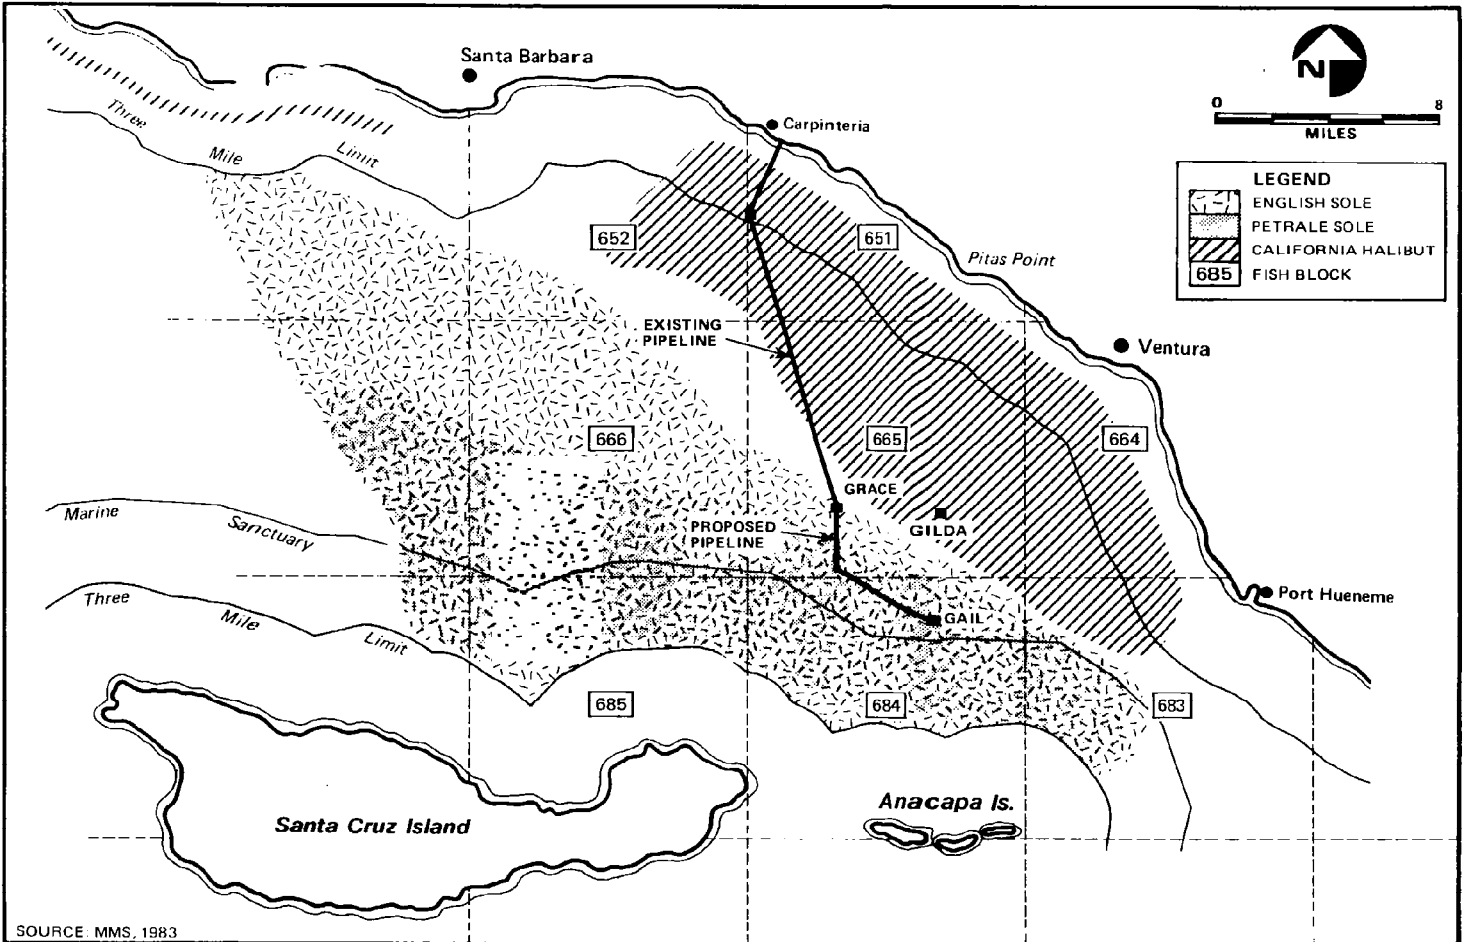 Santa Barbara
N
0 8
MILES
Carpinteria
Three
Mile
Limit
LEGEND
ENGLISH SOLE
PETRALE SOLE
CALIFORNIA HALIBUT
685 FISH BLOCK
652
651
Pitas Point
EXISTING
PIPELINE
Ventura
666
665
664
GRACE
GILDA
PROPOSED
PIPELINE
Marine
Sanctuary
Three
Mile
Limit
GAIL
Port Hueneme
685
684
683
Santa Cruz Island
Anacapa Is.
SOURCE: MMS, 1983